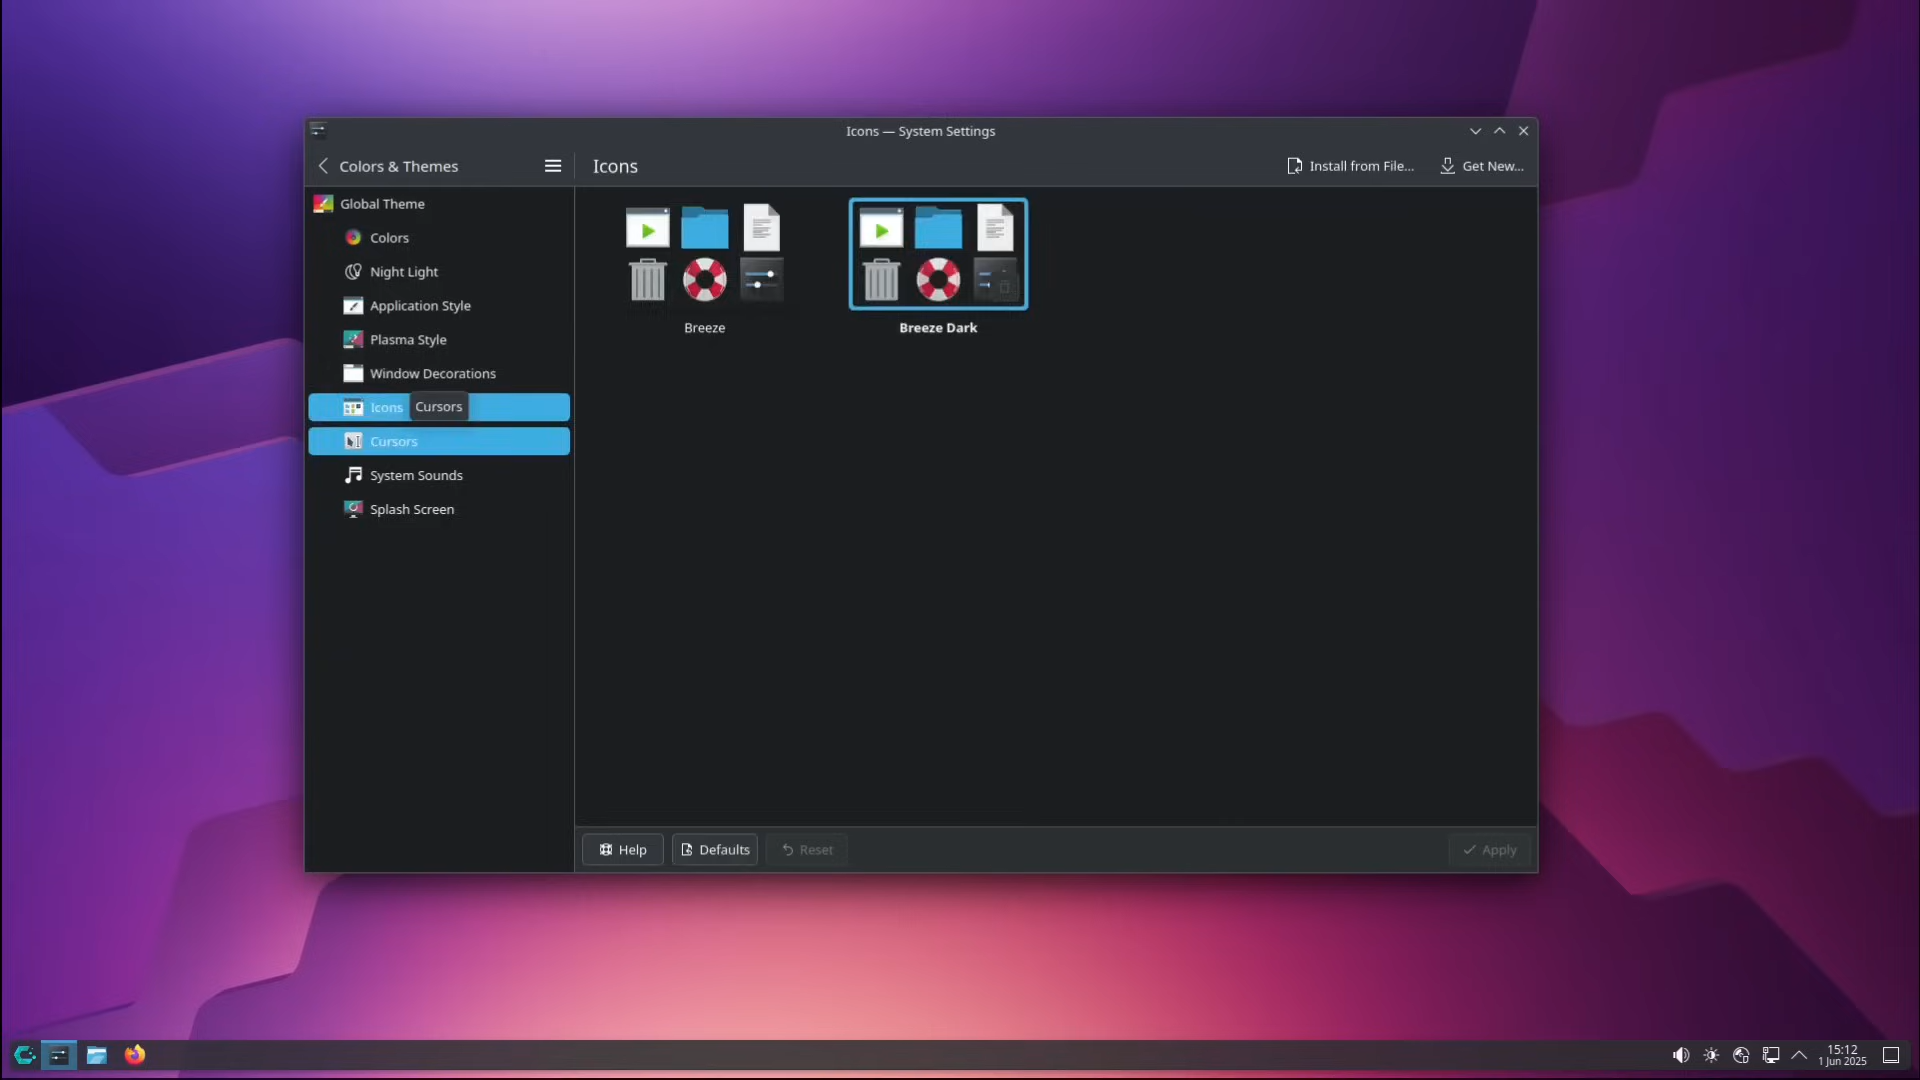 Icons — System Settings
Colors & Themes
Icons
Install from File...
Get New...
Global Theme
Colors
Night Light
Application Style
Plasma Style
Window Decorations
Icons
Cursors
Cursors
System Sounds
Splash Screen
Breeze
Breeze Dark
Help
Defaults
Reset
Apply
15:12
1 Jun 2025